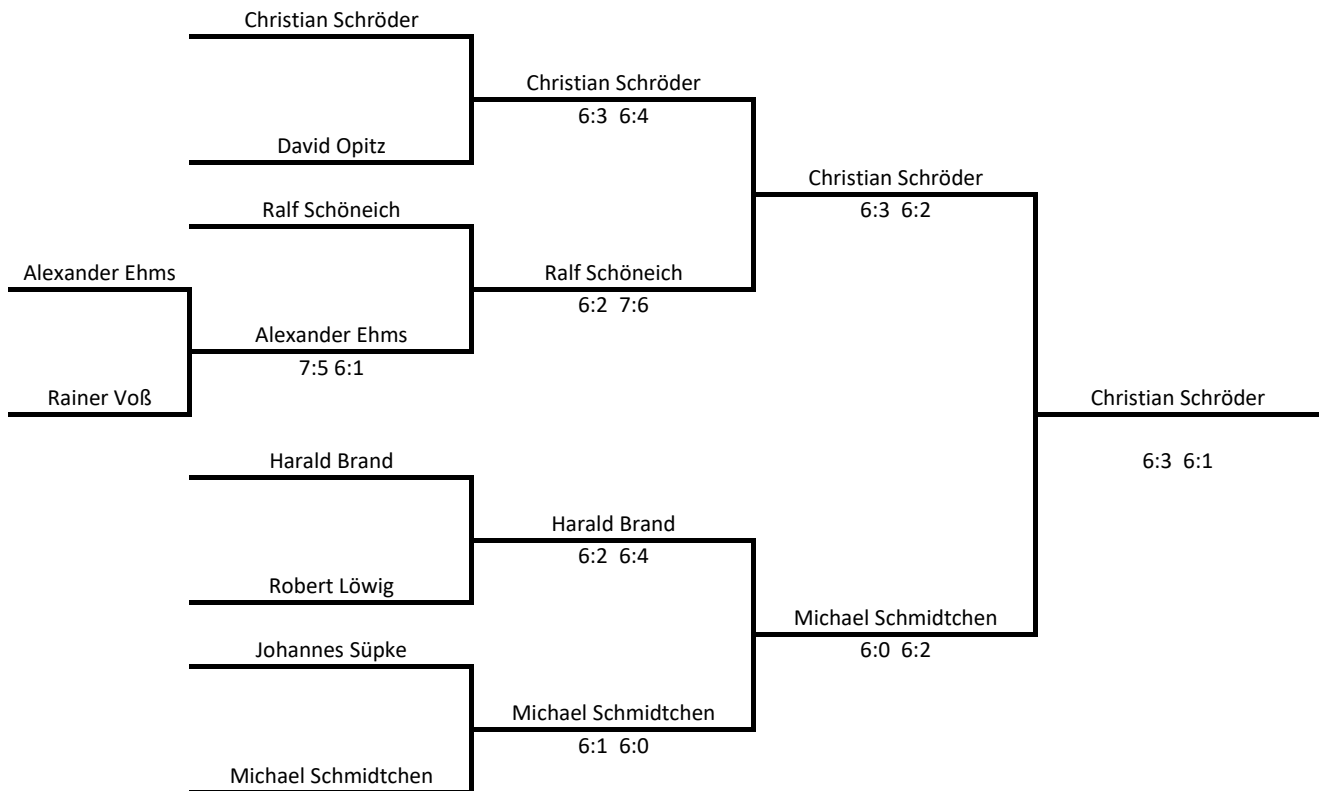 Christian Schröder
Christian Schröder
6:3  6:4
David Opitz
Christian Schröder
6:3  6:2
Ralf Schöneich
Alexander Ehms
Ralf Schöneich
6:2  7:6
Alexander Ehms
7:5 6:1
Rainer Voß
Christian Schröder
6:3  6:1
Harald Brand
Harald Brand
6:2  6:4
Robert Löwig
Michael Schmidtchen
6:0  6:2
Johannes Süpke
Michael Schmidtchen
6:1  6:0
Michael Schmidtchen